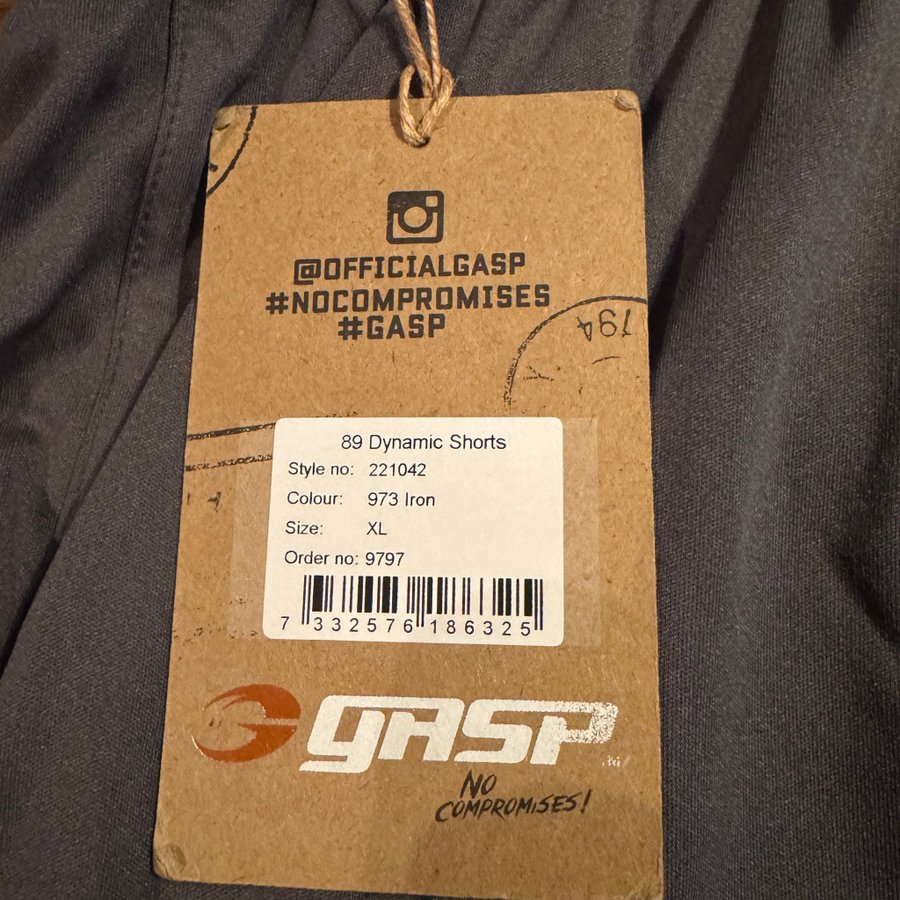 @OFFICIALGASP
#NOCOMPROMISES
#GASP
194
89 Dynamic Shorts
Style no: 221042
Colour: 973 Iron
Size: XL
Order no: 9797
7 332576 186325
GASP
NO
COMPROMISES!